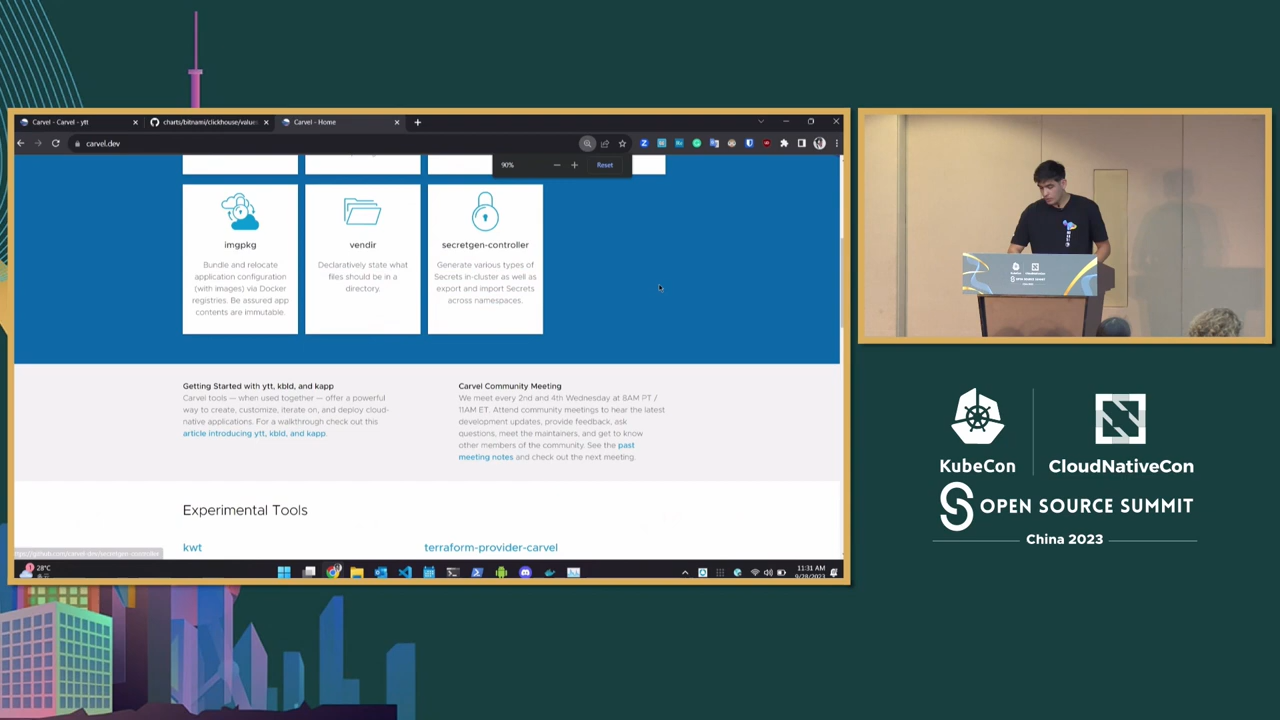 Carvel - Carvel - ytt
charts/bitnami/clickhouse/values
Carvel - Home
carvel.dev
90%
Reset
imgpkg
Bundle and relocate
application configuration
(with images) via Docker
registries. Be assured app
contents are immutable.
vendir
Declaratively state what
files should be in a
directory.
secretgen-controller
Generate various types of
Secrets in-cluster as well as
export and import Secrets
across namespaces.
Getting Started with ytt, kbld, and kapp
Carvel tools — when used together — offer a powerful
way to create, customize, iterate on, and deploy cloud-
native applications. For a walkthrough check out this
article introducing ytt, kbld, and kapp.
Carvel Community Meeting
We meet every 2nd and 4th Wednesday at 8AM PT /
11AM ET. Attend community meetings to hear the latest
development updates, provide feedback, ask
questions, meet the maintainers, and get to know
other members of the community. See the past
meeting notes and check out the next meeting.
Experimental Tools
kwt
terraform-provider-carvel
28°C
11:31 AM
9/28/2023
KubeCon
CloudNativeCon
OPEN SOURCE SUMMIT
China 2023